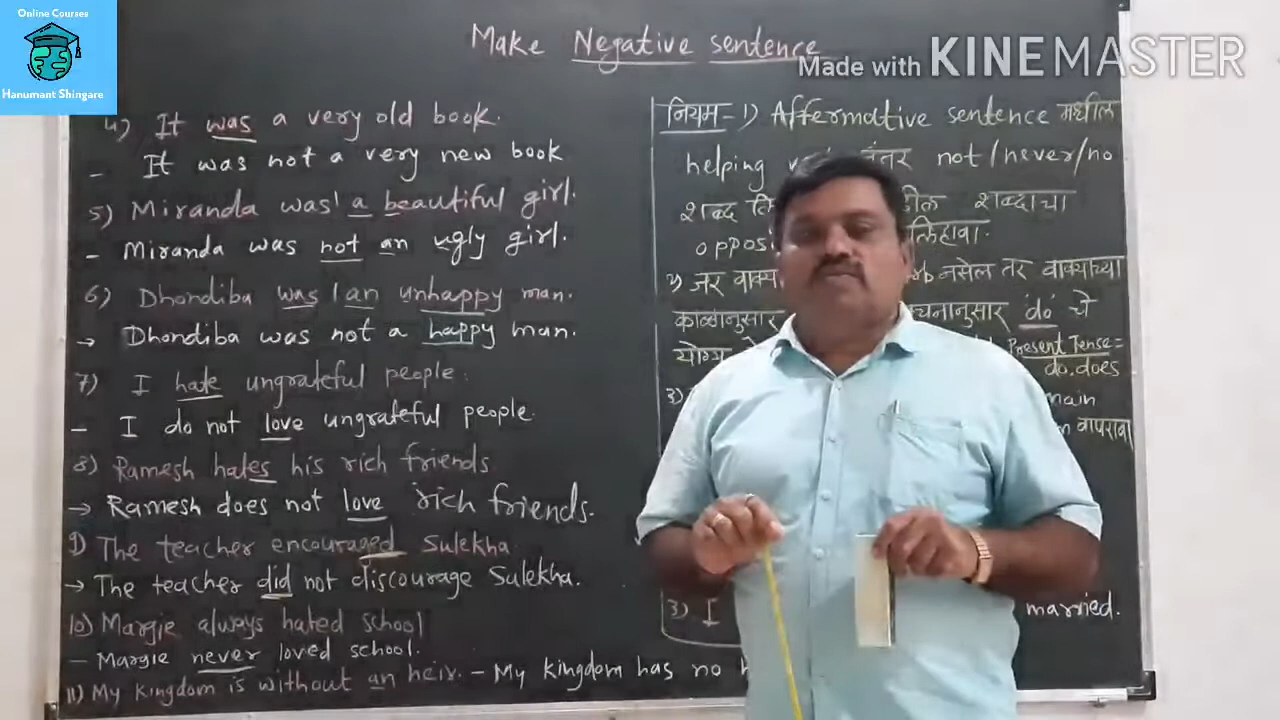 Online Courses
Hanumant Shingare
Make Negative sentence
Made with KINEMASTER
4) It was a very old book.
- It was not a very new book
5) Miranda was a beautiful girl.
- Miranda was not an ugly girl.
6) Dhondiba was an unhappy man.
→ Dhondiba was not a happy man.
7) I hate ungrateful people.
- I do not love ungrateful people.
8) Ramesh hates his rich friends.
→ Ramesh does not love rich friends.
9) The teacher encouraged Sulekha
→ The teacher did not discourage Sulekha.
10) Margie always hated school
- Margie never loved school.
11) My kingdom is without an heir. - My kingdom has no
नियम- 1) Affermative sentence मधील
helping नंतर not/never/no
शब्द शब्दाचा
लिहावा.
२) जर नसेल तर वाक्याच्या
काळानुसार वचनानुसार 'do' चे
योग्य Present Tense=
do.does
3) main
वापरावा
3) I married.